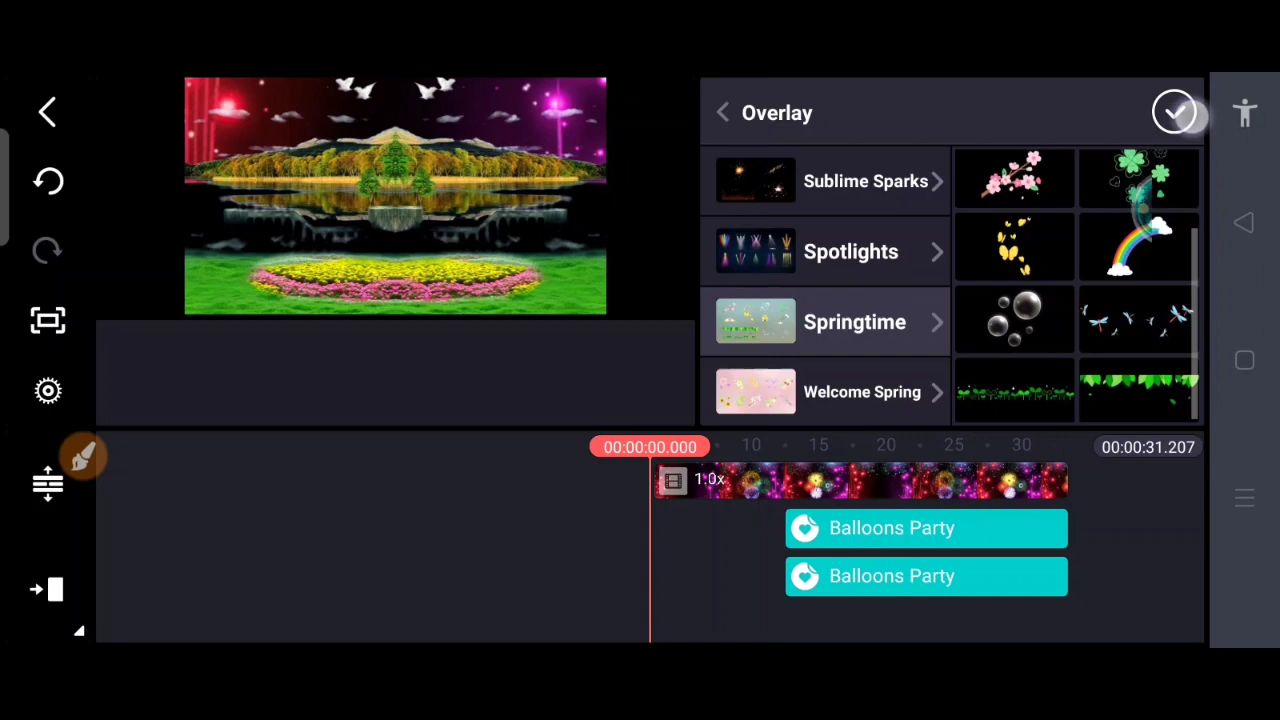 Overlay
Sublime Sparks
Spotlights
Springtime
Welcome Spring
00:00:00.000
10
15
20
25
30
00:00:31.207
1.0x
Balloons Party
Balloons Party